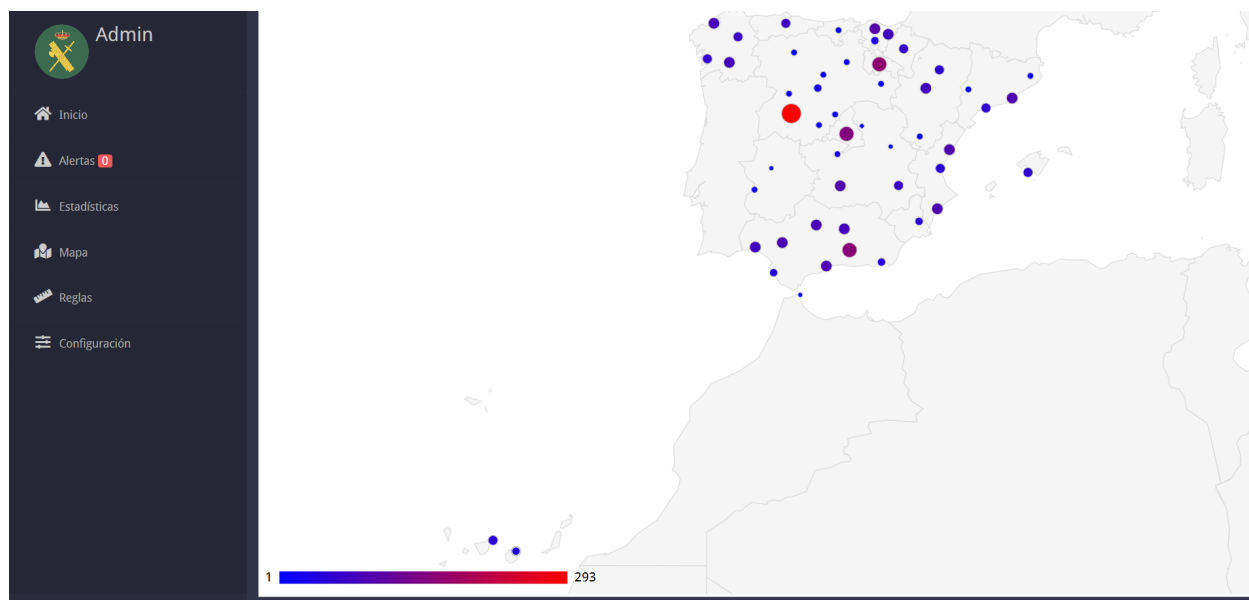 Admin
Inicio
Alertas 0
Estadísticas
Mapa
Reglas
Configuración
1 293